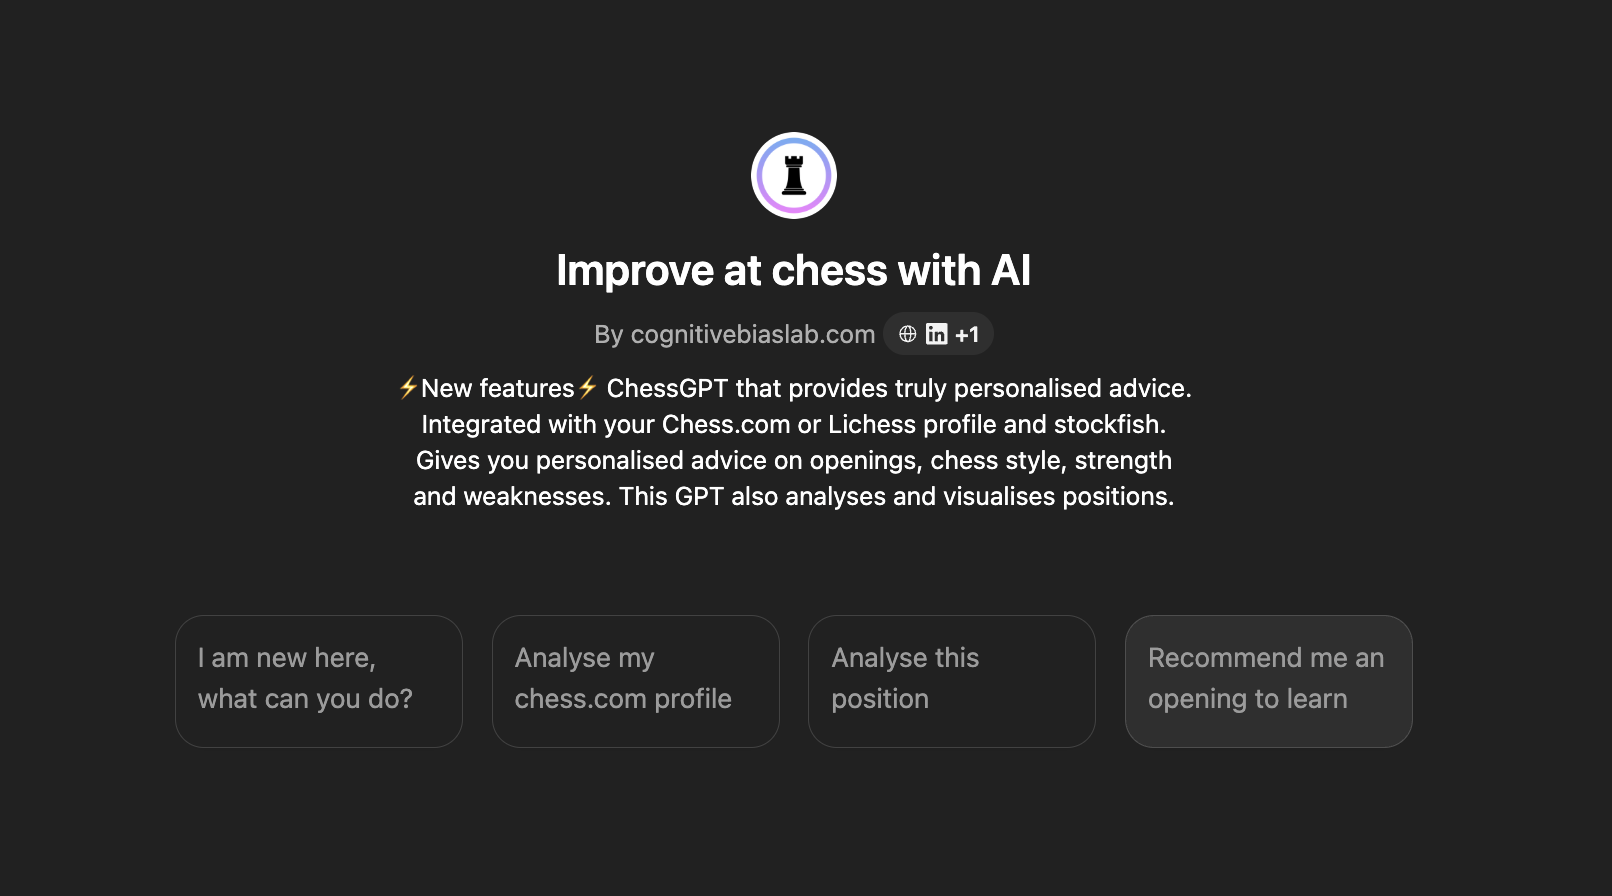 Improve at chess with AI
By cognitivebiaslab.com in +1
⚡New features⚡ ChessGPT that provides truly personalised advice.
Integrated with your Chess.com or Lichess profile and stockfish.
Gives you personalised advice on openings, chess style, strength
and weaknesses. This GPT also analyses and visualises positions.
I am new here,
what can you do?
Analyse my
chess.com profile
Analyse this
position
Recommend me an
opening to learn